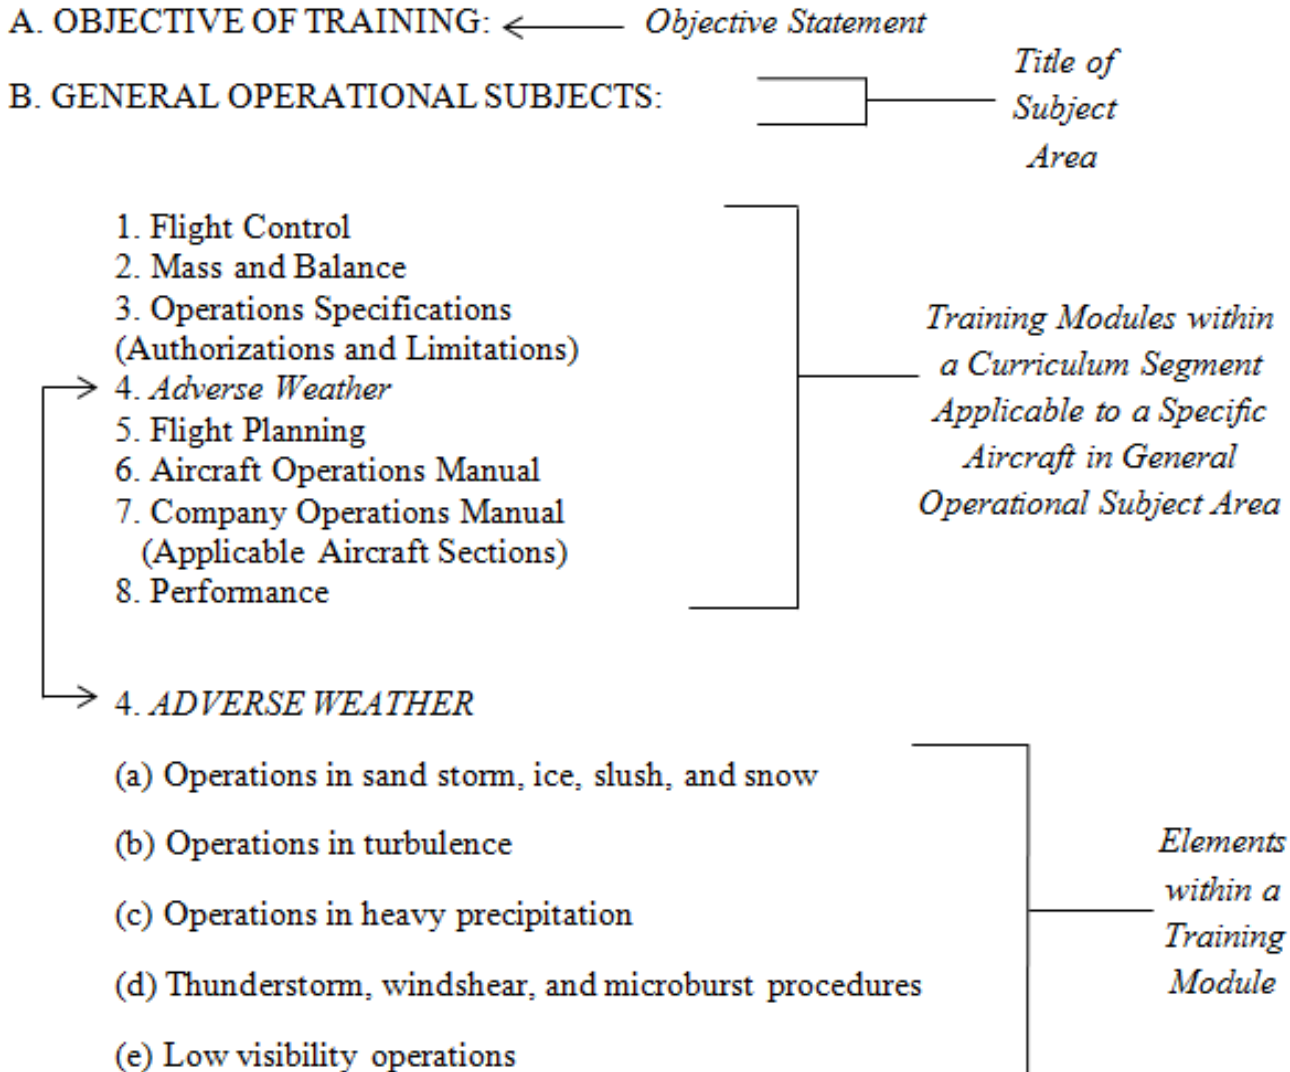 A. OBJECTIVE OF TRAINING: Objective Statement
B. GENERAL OPERATIONAL SUBJECTS:
Title of
Subject
Area
1. Flight Control
2. Mass and Balance
3. Operations Specifications
(Authorizations and Limitations)
4. Adverse Weather
5. Flight Planning
6. Aircraft Operations Manual
7. Company Operations Manual
(Applicable Aircraft Sections)
8. Performance
Training Modules within
a Curriculum Segment
Applicable to a Specific
Aircraft in General
Operational Subject Area
4. ADVERSE WEATHER
(a) Operations in sand storm, ice, slush, and snow
(b) Operations in turbulence
(c) Operations in heavy precipitation
(d) Thunderstorm, windshear, and microburst procedures
(e) Low visibility operations
Elements
within a
Training
Module